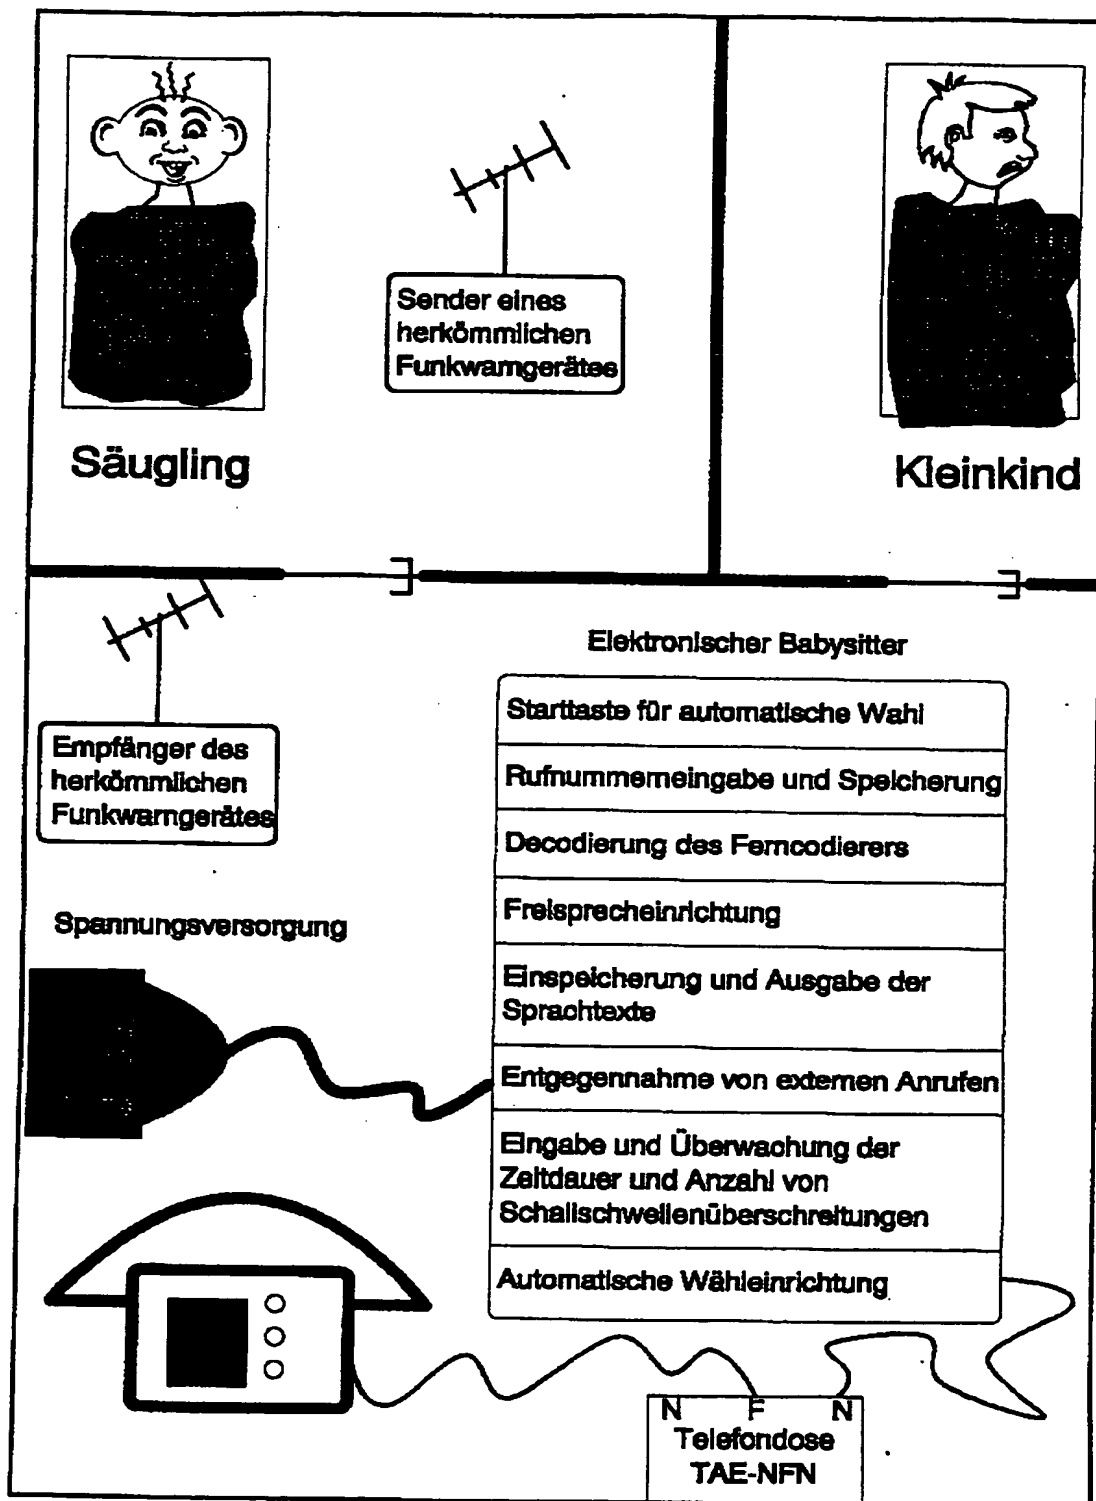 Sender eines
herkömmlichen
Funkwarngerätes
Säugling
Kleinkind
Elektronischer Babysitter
Starttaste für automatische Wahl
Rufnummerneingabe und Speicherung
Decodierung des Ferncodierers
Freisprecheinrichtung
Einspeicherung und Ausgabe der
Sprachtexte
Entgegennahme von externen Anrufen
Eingabe und Überwachung der
Zeitdauer und Anzahl von
Schallschwellenüberschreitungen
Automatische Wähleinrichtung
Empfänger des
herkömmlichen
Funkwarngerätes
Spannungsversorgung
N F N
Telefondose
TAE-NFN